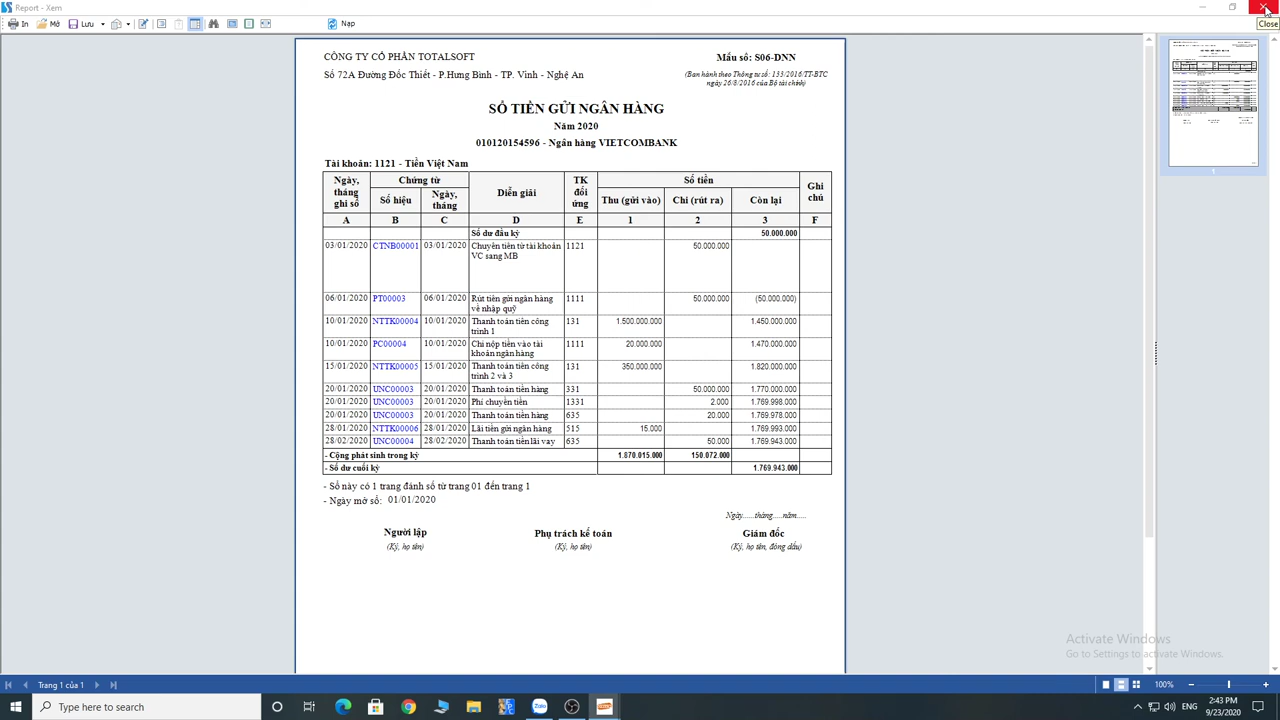 Report - Xem
Close
In Mở Lưu Nạp
CÔNG TY CỔ PHẦN TOTALSOFT
Mẫu số: S06-DNN
Số 72A Đường Đốc Thiết - P.Hưng Bình - TP. Vinh - Nghệ An
(Ban hành theo Thông tư số: 133/2016/TT-BTC
ngày 26/8/2016 của Bộ tài chính)
SỔ TIỀN GỬI NGÂN HÀNG
Năm 2020
010120154596 - Ngân hàng VIETCOMBANK
Tài khoản: 1121 - Tiền Việt Nam
Ngày, tháng ghi sổ Chứng từ Diễn giải TK đối ứng Số tiền Ghi chú
Số hiệu Ngày, tháng Thu (gửi vào) Chi (rút ra) Còn lại
A B C D E 1 2 3 F
Số dư đầu kỳ 50.000.000
03/01/2020 CTNB00001 03/01/2020 Chuyển tiền từ tài khoản 1121 50.000.000
VC sang MB
06/01/2020 PT00003 06/01/2020 Rút tiền gửi ngân hàng 1111 50.000.000 (50.000.000)
về nhập quỹ
10/01/2020 NTTK00004 10/01/2020 Thanh toán tiền công 131 1.500.000.000 1.450.000.000
trình 1
10/01/2020 PC00004 10/01/2020 Chi nộp tiền vào tài 1111 20.000.000 1.470.000.000
khoản ngân hàng
15/01/2020 NTTK00005 15/01/2020 Thanh toán tiền công 131 350.000.000 1.820.000.000
trình 2 và 3
20/01/2020 UNC00003 20/01/2020 Thanh toán tiền hàng 331 50.000.000 1.770.000.000
20/01/2020 UNC00003 20/01/2020 Phí chuyển tiền 1331 2.000 1.769.998.000
20/01/2020 UNC00003 20/01/2020 Thanh toán tiền hàng 635 20.000 1.769.978.000
28/01/2020 NTTK00006 28/01/2020 Lãi tiền gửi ngân hàng 515 15.000 1.769.993.000
28/02/2020 UNC00004 28/02/2020 Thanh toán tiền lãi vay 635 50.000 1.769.943.000
- Cộng phát sinh trong kỳ 1.870.015.000 150.072.000
- Số dư cuối kỳ 1.769.943.000
- Sổ này có 1 trang đánh số từ trang 01 đến trang 1
- Ngày mở sổ: 01/01/2020
Ngày......tháng.....năm.....
Người lập Phụ trách kế toán Giám đốc
(Ký, họ tên) (Ký, họ tên) (Ký, họ tên, đóng dấu)
1
Activate Windows
Go to Settings to activate Windows.
Trang 1 của 1 100%
Type here to search
2:43 PM
9/23/2020